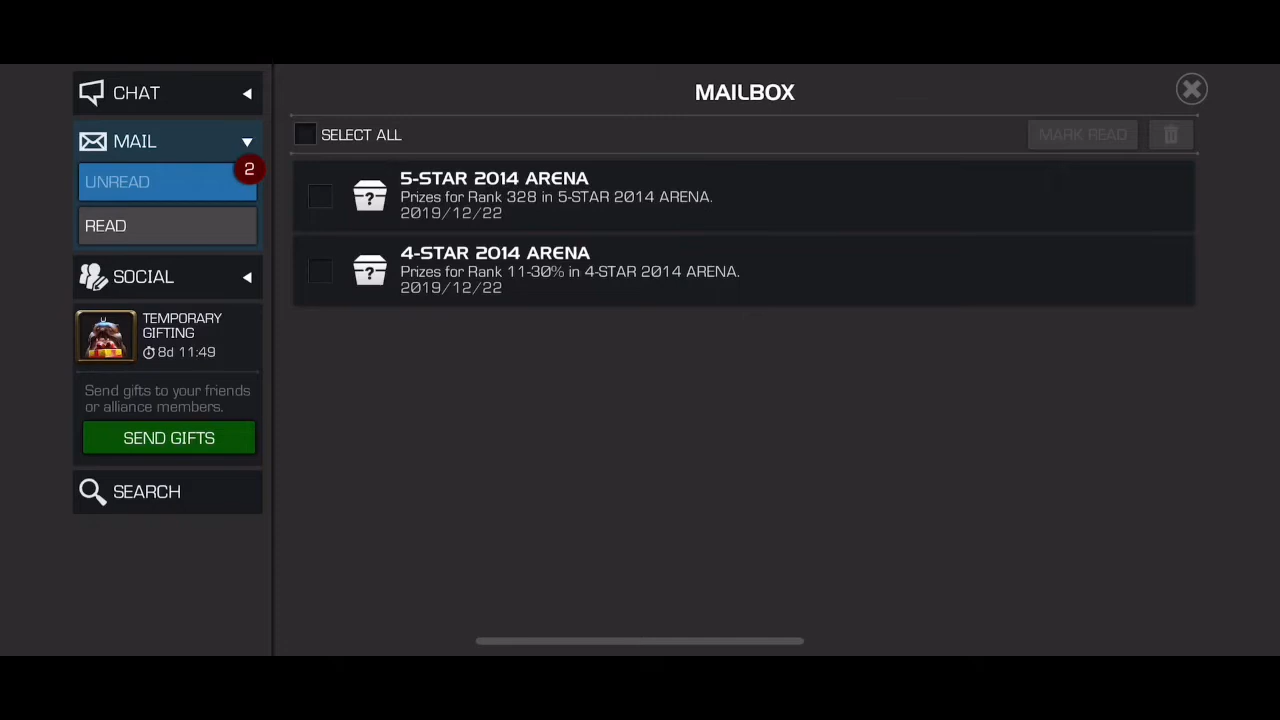 CHAT
MAIL
2
UNREAD
READ
SOCIAL
TEMPORARY
GIFTING
8d 11:49
Send gifts to your friends
or alliance members.
SEND GIFTS
SEARCH
MAILBOX
SELECT ALL
MARK READ
5-STAR 2014 ARENA
Prizes for Rank 328 in 5-STAR 2014 ARENA.
2019/12/22
4-STAR 2014 ARENA
Prizes for Rank 11-30% in 4-STAR 2014 ARENA.
2019/12/22